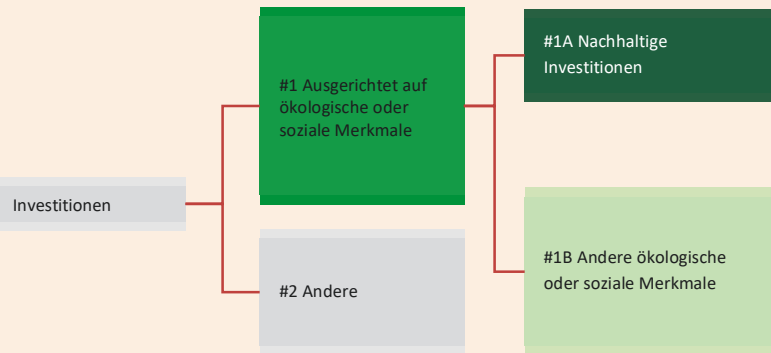 Investitionen
#1 Ausgerichtet auf
ökologische oder
soziale Merkmale
#2 Andere
#1A Nachhaltige
Investitionen
#1B Andere ökologische
oder soziale Merkmale